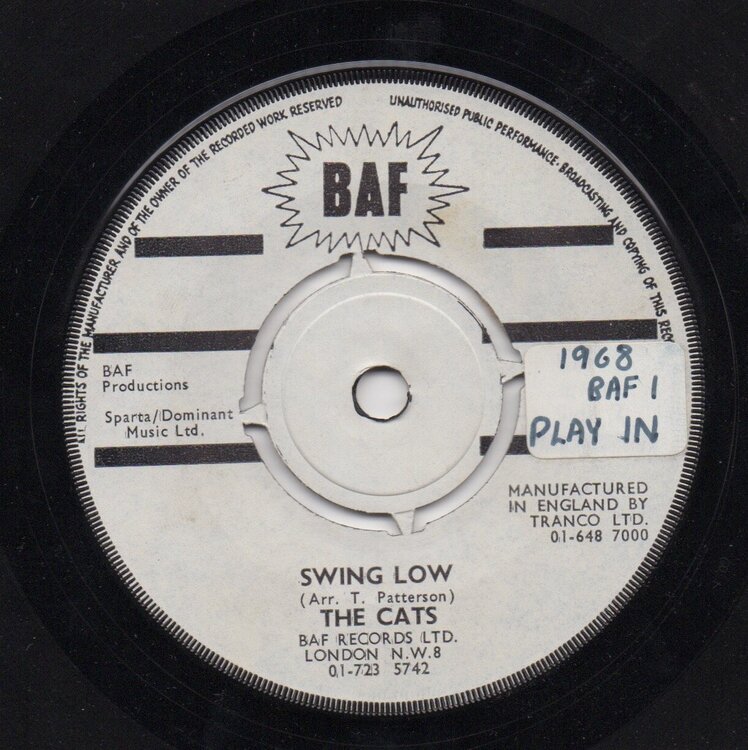 ALL RIGHTS OF THE MANUFACTURER AND OF THE OWNER OF THE RECORDED WORK RESERVED
UNAUTHORISED PUBLIC PERFORMANCE, BROADCASTING AND COPYING OF THIS RECO
BAF
BAF
Productions
Sparta/Dominant
Music Ltd.
1968
BAF 1
PLAY IN
MANUFACTURED
IN ENGLAND BY
TRANCO LTD.
01-648 7000
SWING LOW
(Arr. T. Patterson)
THE CATS
BAF RECORDS LTD.
LONDON N.W.8
01-723 5742